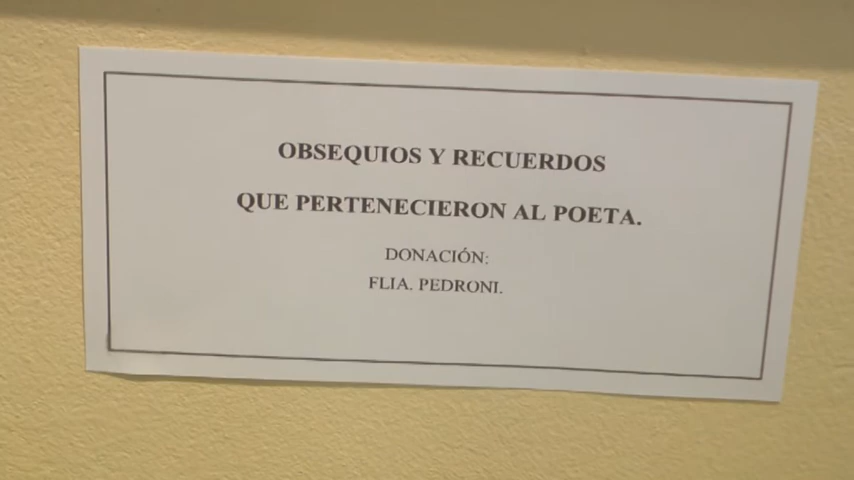 OBSEQUIOS Y RECUERDOS
QUE PERTENECIERON AL POETA.
DONACIÓN:
FLIA. PEDRONI.